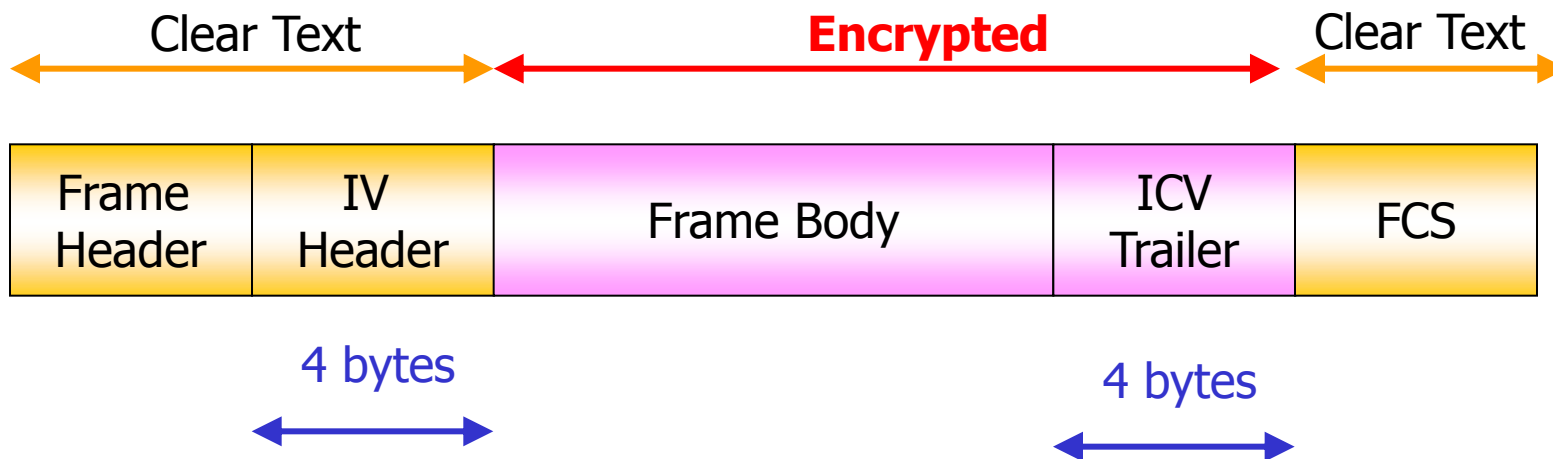 Clear Text
Encrypted
Clear Text
Frame
Header
IV
Header
Frame Body
ICV
Trailer
FCS
4 bytes
4 bytes